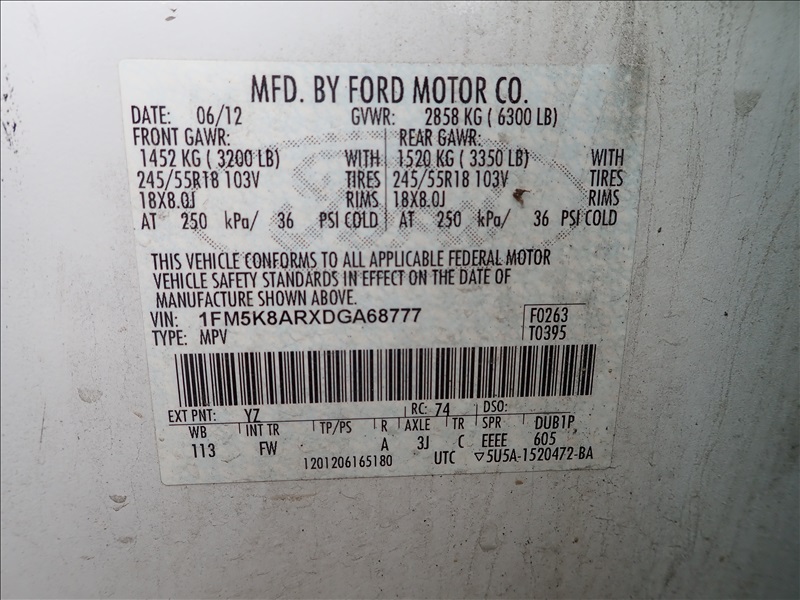 MFD. BY FORD MOTOR CO.
DATE: 06/12 GVWR: 2858 KG ( 6300 LB)
FRONT GAWR: REAR GAWR:
1452 KG ( 3200 LB) WITH 1520 KG ( 3350 LB) WITH
245/55R18 103V TIRES 245/55R18 103V TIRES
18X8.0J RIMS 18X8.0J RIMS
AT 250 kPa/ 36 PSI COLD AT 250 kPa/ 36 PSI COLD
THIS VEHICLE CONFORMS TO ALL APPLICABLE FEDERAL MOTOR
VEHICLE SAFETY STANDARDS IN EFFECT ON THE DATE OF
MANUFACTURE SHOWN ABOVE.
VIN: 1FM5K8ARXDGA68777 F0263
TYPE: MPV T0395
EXT PNT: YZ RC: 74 DSO:
WB INT TR TP/PS R AXLE TR SPR DUB1P
113 FW A 3J C EEEE 605
1201206165180 UTC ▽5U5A-1520472-BA